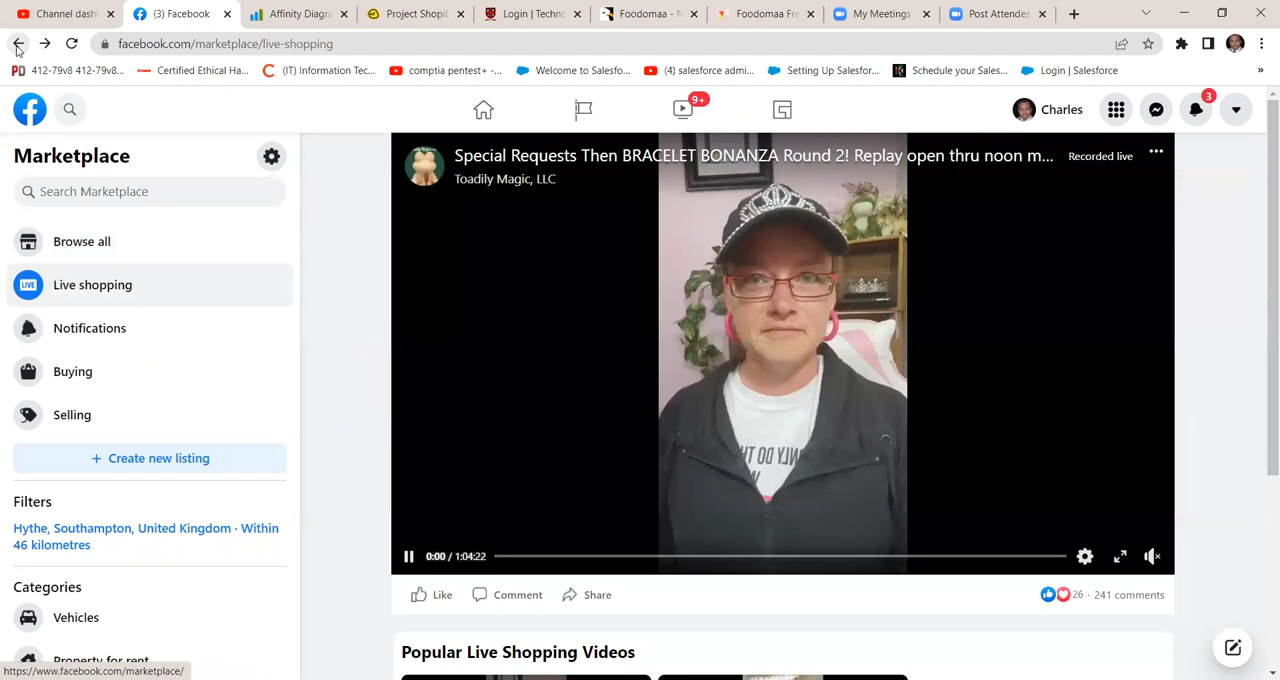 Channel dashl
(3) Facebook
Affinity Diagra
Project Shopil
Login | Techno
Foodomaa - M
Foodomaa Fre
My Meetings
Post Attendee
facebook.com/marketplace/live-shopping
412-79v8 412-79v8...
Certified Ethical Ha...
(IT) Information Tec...
comptia pentest+ -...
Welcome to Salesfo...
(4) salesforce admi...
Setting Up Salesfor...
Schedule your Sales...
Login | Salesforce
»
9+
Charles
3
Marketplace
Search Marketplace
Browse all
LIVE
Live shopping
Notifications
Buying
Selling
+ Create new listing
Filters
Hythe, Southampton, United Kingdom · Within
46 kilometres
Categories
Vehicles
Property for rent
https://www.facebook.com/marketplace/
Special Requests Then BRACELET BONANZA Round 2! Replay open thru noon m...
Recorded live
Toadily Magic, LLC
0:00 / 1:04:22
Like
Comment
Share
26 · 241 comments
Popular Live Shopping Videos